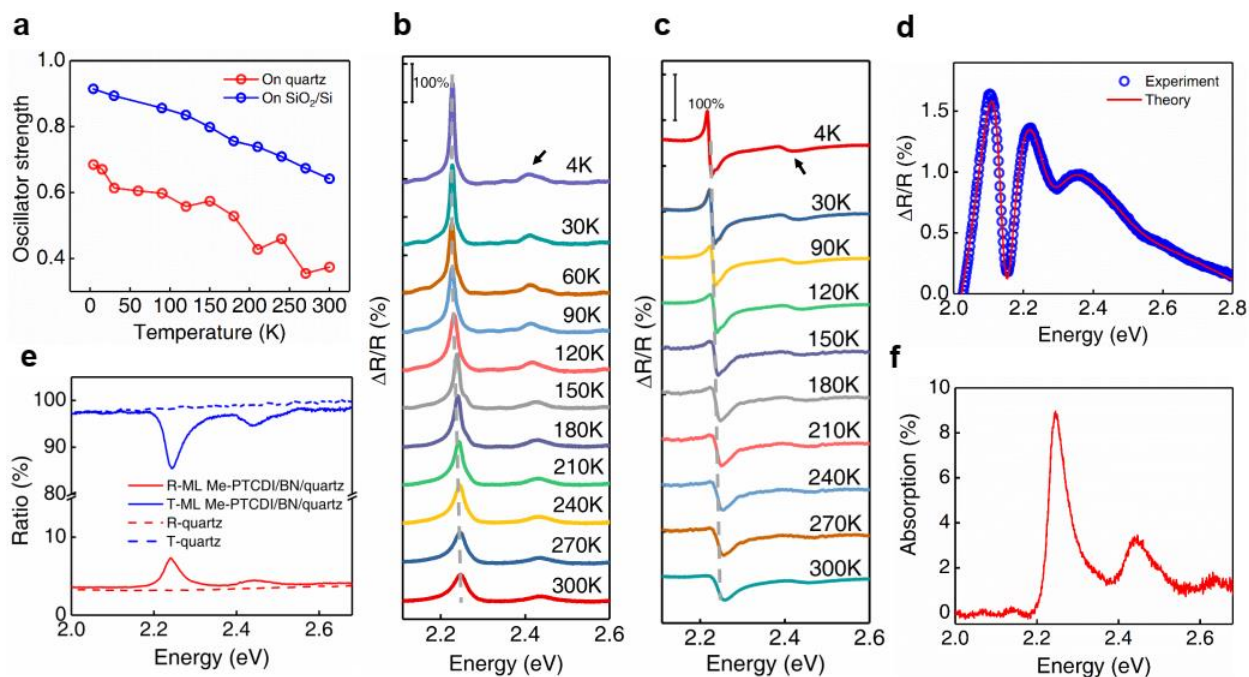 a
Oscillator strength
1.0
0.8
0.6
0.4
On quartz
On SiO₂/Si
0 50 100 150 200 250 300
Temperature (K)
b
100%
ΔR/R (%)
4K
30K
60K
90K
120K
150K
180K
210K
240K
270K
300K
2.2 2.4 2.6
Energy (eV)
c
100%
ΔR/R (%)
4K
30K
90K
120K
150K
180K
210K
240K
270K
300K
2.2 2.4 2.6
Energy (eV)
d
ΔR/R (%)
1.5
1.0
0.5
0.0
Experiment
Theory
2.0 2.2 2.4 2.6 2.8
Energy (eV)
e
Ratio (%)
100
90
80
10
0
R-ML Me-PTCDI/BN/quartz
T-ML Me-PTCDI/BN/quartz
R-quartz
T-quartz
2.0 2.2 2.4 2.6
Energy (eV)
f
Absorption (%)
10
8
6
4
2
0
2.0 2.2 2.4 2.6
Energy (eV)